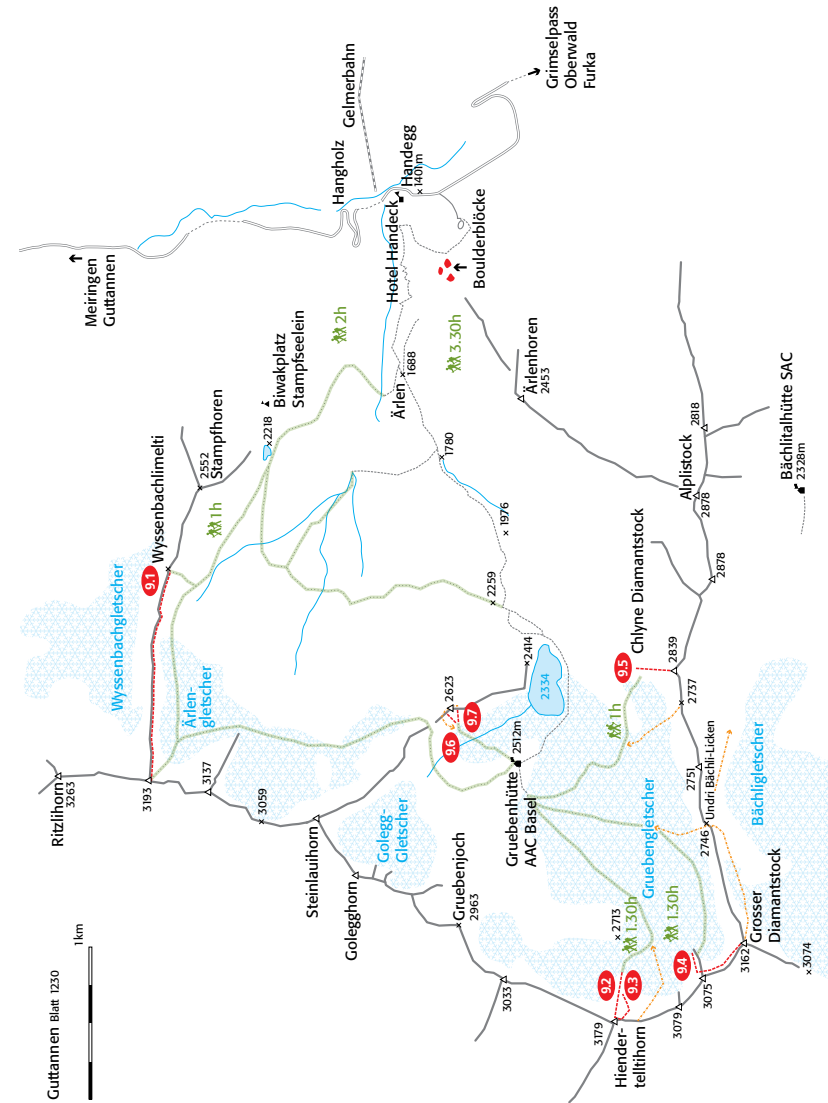 Guttannen Blatt 1230
1km
Ritzlihorn
3263
3193
3137
3059
Steinlauihorn
Golegghorn
Golegg-
Gletscher
Gruebenjoch
2963
3033
3179
Hiender-
telltihorn
3079
3075
3162
Grosser
Diamantstock
3074
9.2
9.3
9.4
2713
1.30h
1.30h
Gruebengletscher
Gruebenhütte
AAC Basel
2512m
2746
Undri Bächli-Licken
2751
Bächligletscher
2737
2839
9.5
Chlyne Diamantstock
1h
9.6
9.7
2623
2414
2334
2259
Wyssenbachgletscher
Ärlen-
gletscher
9.1
Wyssenbachlimelti
1h
2552
Stampfhoren
2218
Biwakplatz
Stampfseelein
2h
Meiringen
Guttannen
1976
1780
Ärlen
1688
3.30h
Hotel Handeck
Handegg
1401m
Hangholz
Gelmerbahn
Boulderblöcke
Grimselpass
Oberwald
Furka
Ärlenhoren
2453
2878
Alplistock
2878
2818
Bächlitalhütte SAC
2328m